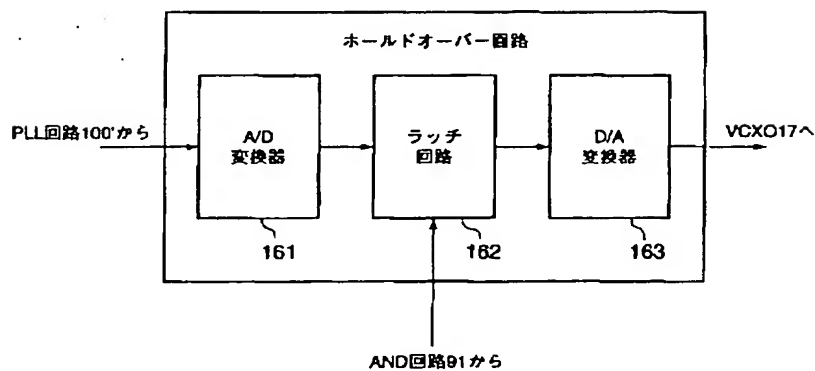 ホールドオーバー回路
PLL回路100'から
A/D
変換器
ラッチ
回路
D/A
変換器
VCXO17へ
161
162
163
AND回路91から